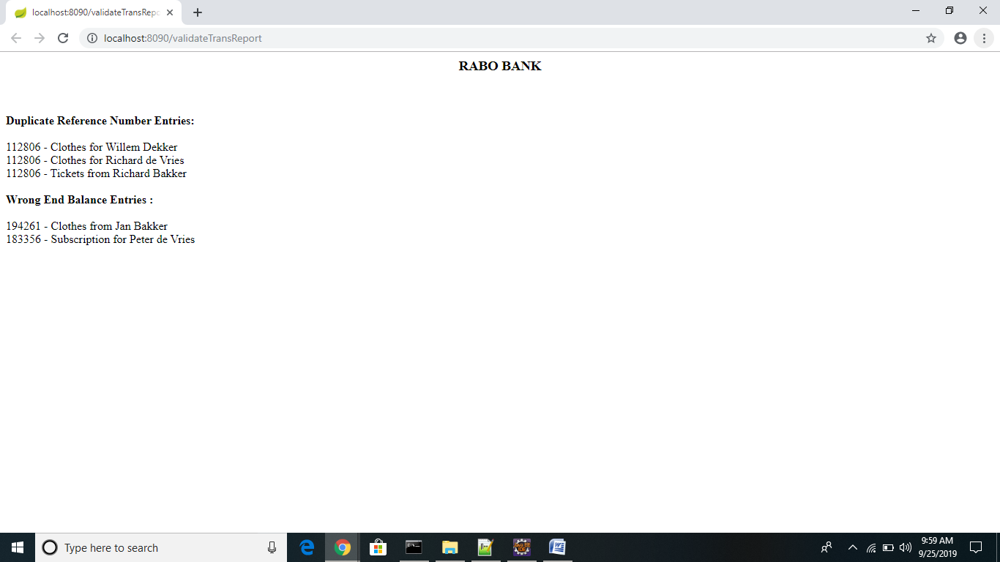 localhost:8090/validateTransRepo
localhost:8090/validateTransReport
RABO BANK
Duplicate Reference Number Entries:
112806 - Clothes for Willem Dekker
112806 - Clothes for Richard de Vries
112806 - Tickets from Richard Bakker
Wrong End Balance Entries :
194261 - Clothes from Jan Bakker
183356 - Subscription for Peter de Vries
Type here to search
9:59 AM
9/25/2019